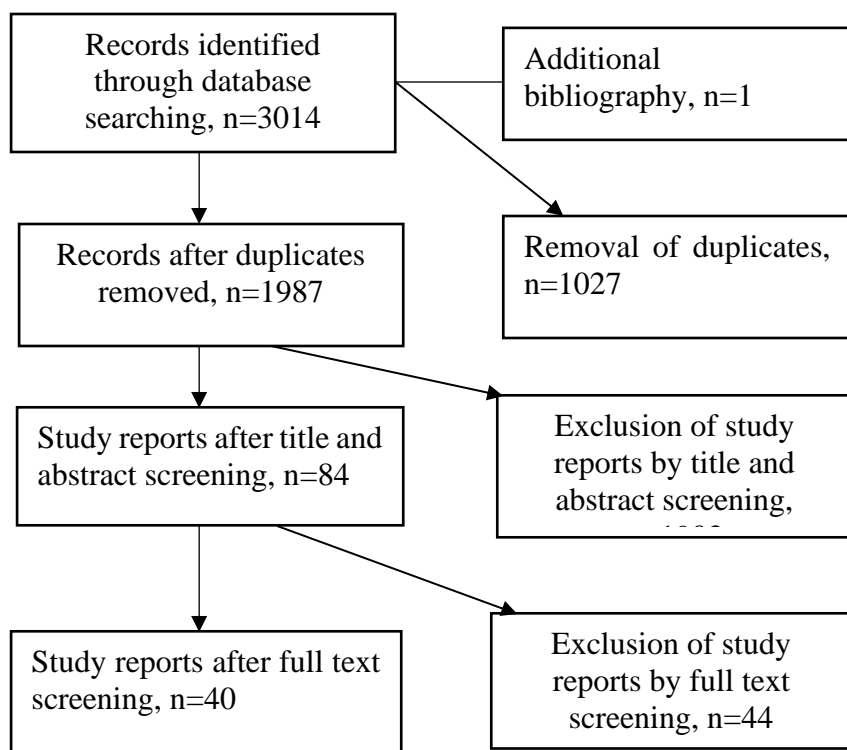 Records identified
through database
searching, n=3014
Additional
bibliography, n=1
Records after duplicates
removed, n=1987
Removal of duplicates,
n=1027
Study reports after title and
abstract screening, n=84
Exclusion of study
reports by title and
abstract screening,
Study reports after full text
screening, n=40
Exclusion of study
reports by full text
screening, n=44